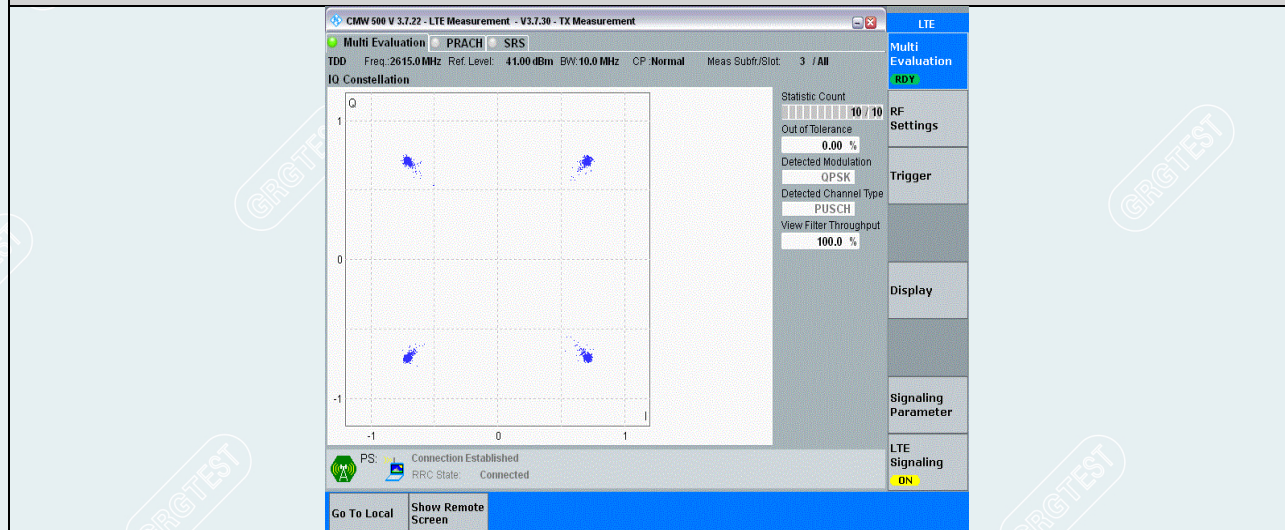 CMW 500 V 3.7.22 - LTE Measurement - V3.7.30 - TX Measurement
LTE
Multi Evaluation PRACH SRS
Multi
Evaluation
RDY
TDD Freq.:2615.0 MHz Ref. Level: 41.00 dBm BW:10.0 MHz CP :Normal Meas Subfr./Slot: 3 / All
IQ Constellation
Q
1
0
-1
-1 0 1
I
Statistic Count
10 / 10
Out of Tolerance
0.00 %
Detected Modulation
QPSK
Detected Channel Type
PUSCH
View Filter Throughput
100.0 %
RF
Settings
Trigger
Display
Signaling
Parameter
LTE
Signaling
ON
PS: Connection Established
RRC State: Connected
Go To Local
Show Remote
Screen
GRGTEST
GRGTEST
GRGTEST
GRGTEST